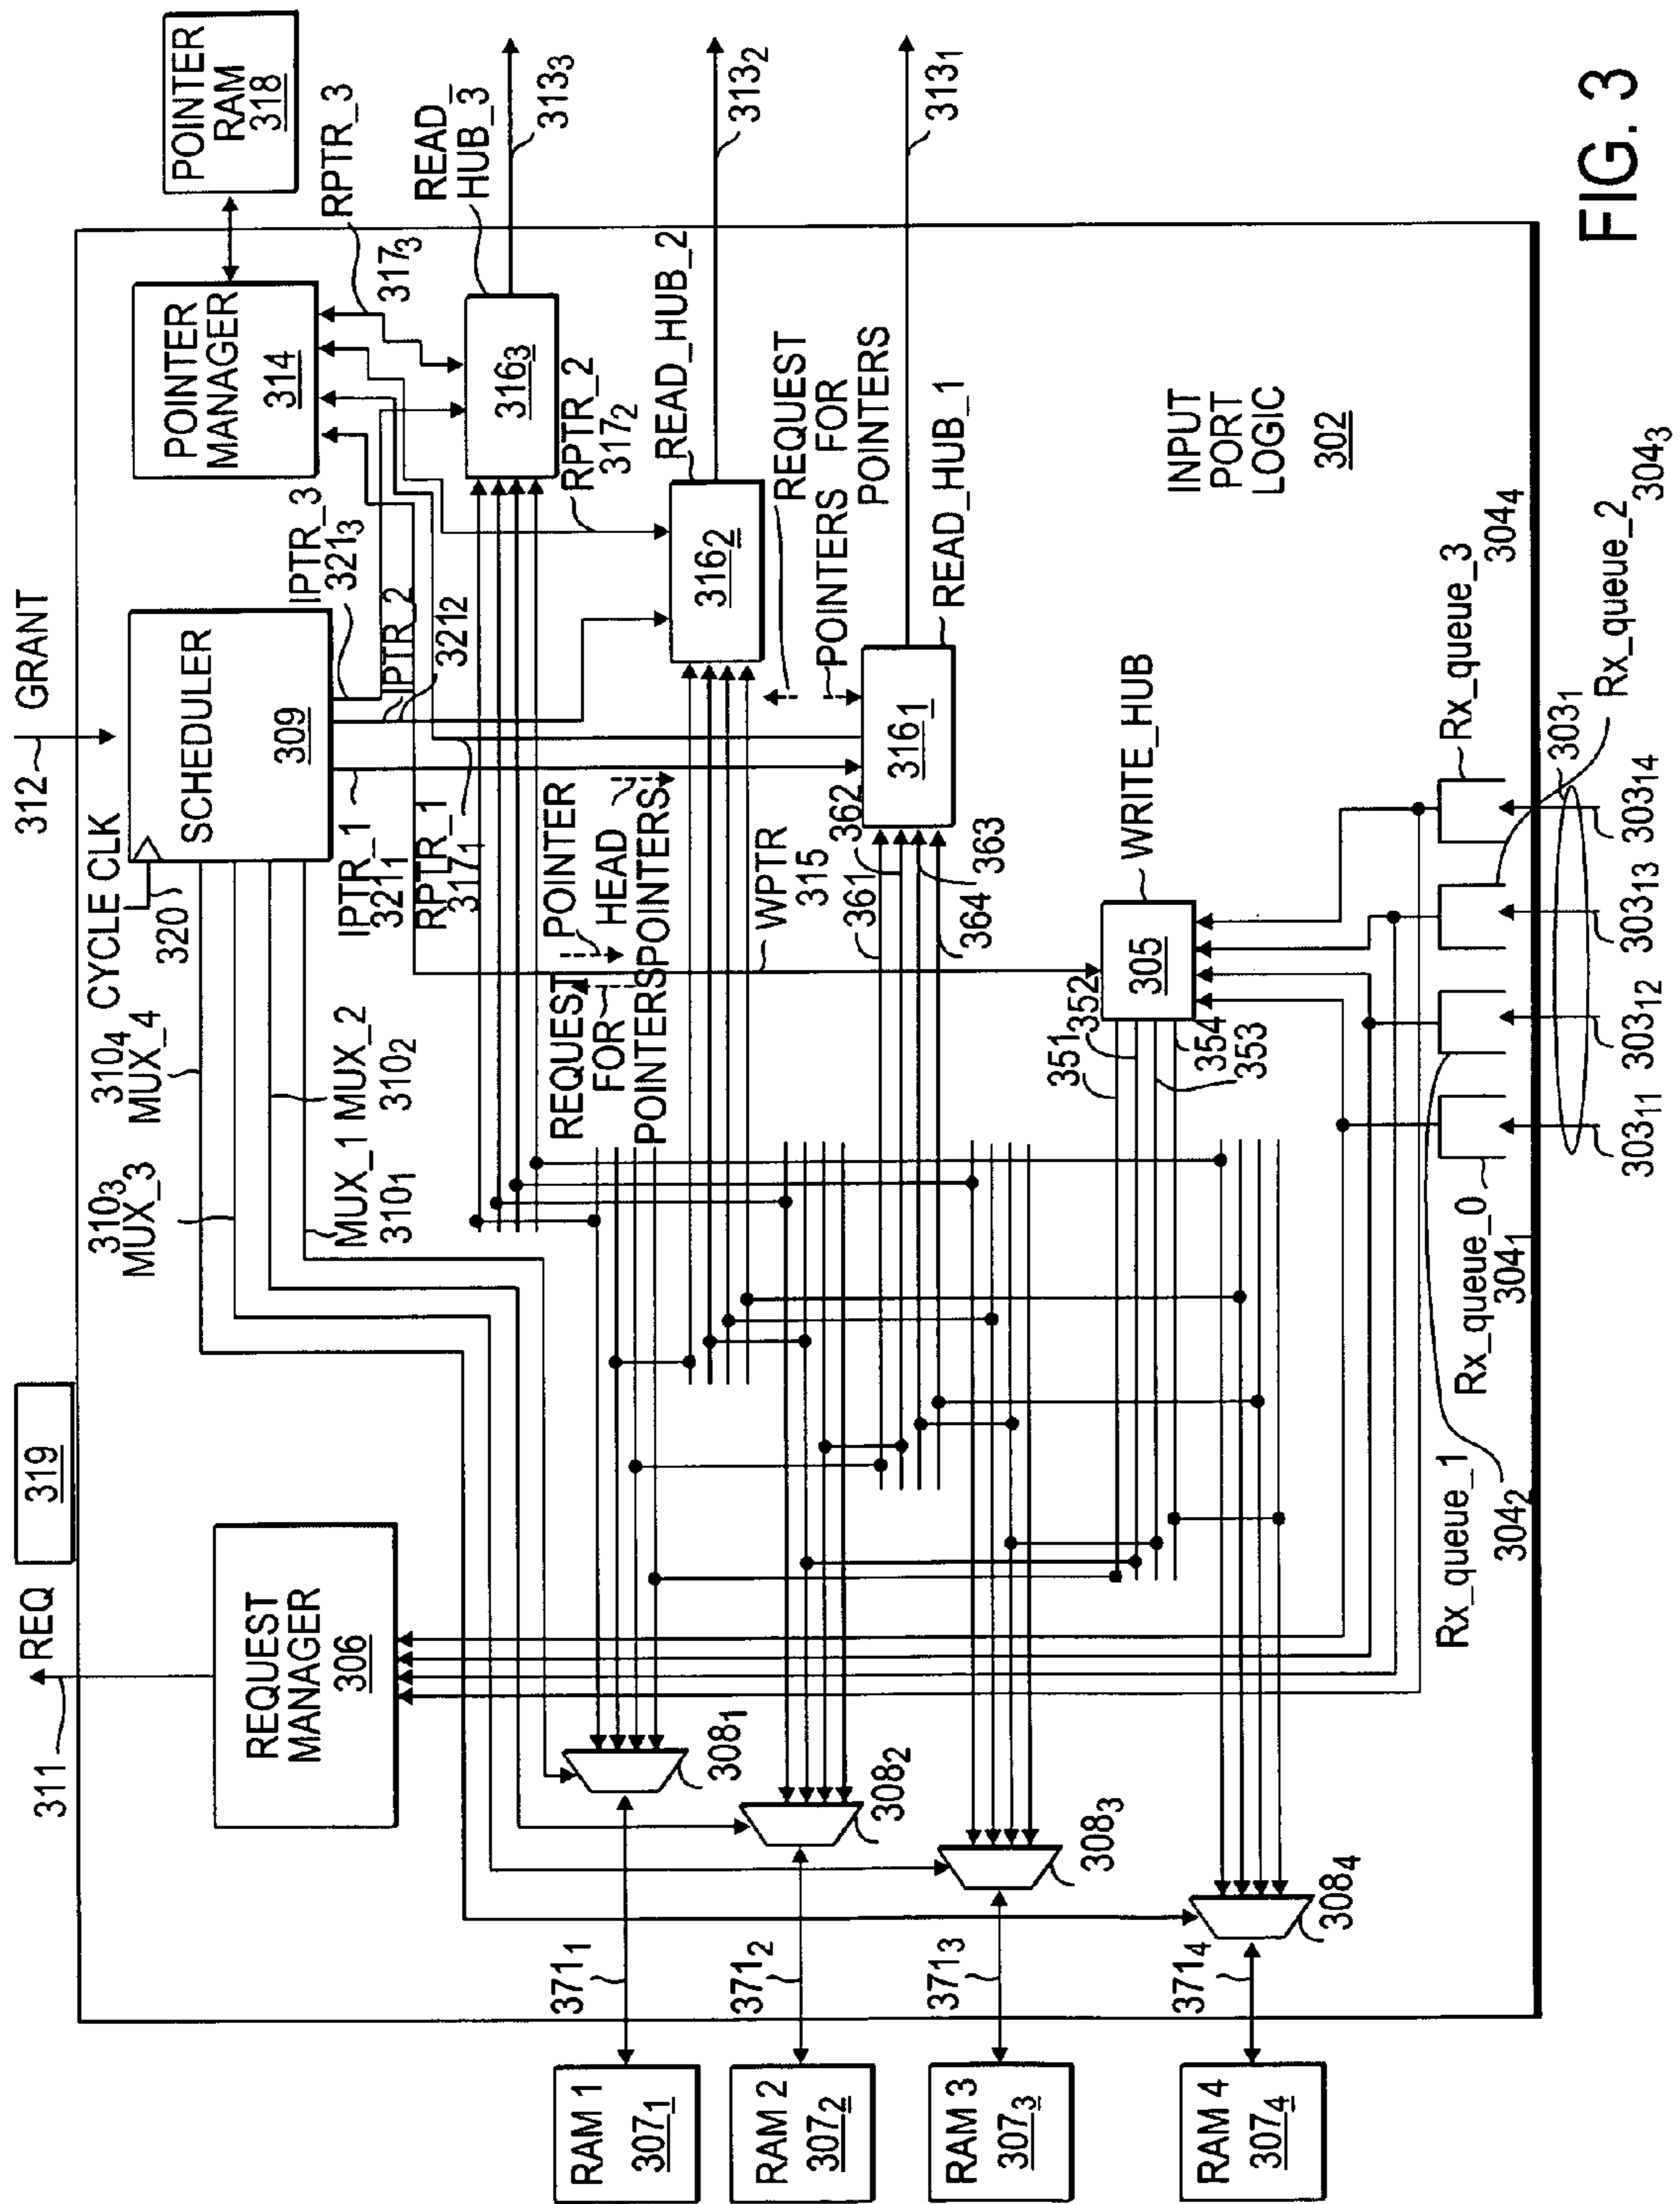 312
GRANT
CYCLE CLK
320
SCHEDULER
309
POINTER
RAM
318
POINTER
MANAGER
314
RPTR_3
317₃
READ_
HUB_3
316₃
313₃
IPTR_3
321₃
IPTR_2
321₂
RPTR_2
317₂
READ_HUB_2
316₂
313₂
REQUEST
FOR
POINTERS
POINTERS
316₁
READ_HUB_1
313₁
IPTR_1
321₁
RPTR_1
317₁
POINTER
HEAD
POINTERS
REQUEST
FOR
POINTERS
WPTR
315
361
362
363
364
311
REQ
319
REQUEST
MANAGER
306
310₄
MUX_4
310₃
MUX_3
MUX_2
310₂
MUX_1
310₁
WRITE_HUB
305
351
352
353
354
INPUT
PORT
LOGIC
302
308₁
308₂
308₃
308₄
371₁
371₂
371₃
371₄
RAM 1
307₁
RAM 2
307₂
RAM 3
307₃
RAM 4
307₄
Rx_queue_3
304₄
Rx_queue_2
304₃
Rx_queue_0
304₁
Rx_queue_1
304₂
303₁
303₁₁
303₁₂
303₁₃
303₁₄
FIG. 3